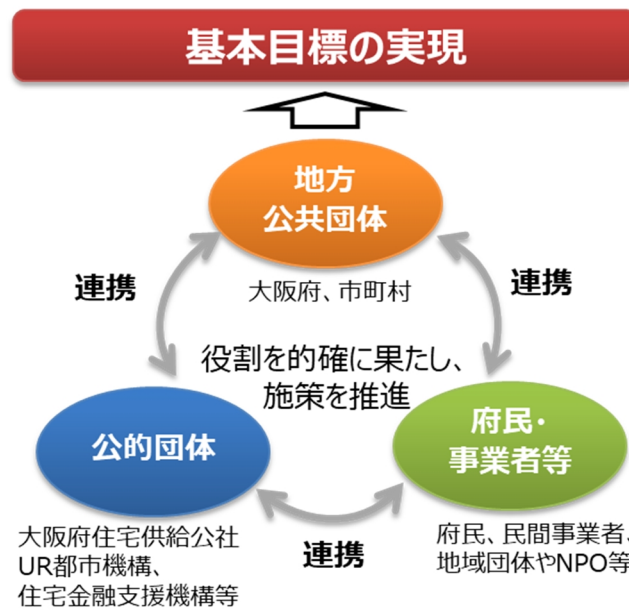 基本目標の実現
地方
公共団体
連携
大阪府、市町村
連携
役割を的確に果たし、
施策を推進
公的団体
府民・
事業者等
大阪府住宅供給公社
UR都市機構、
住宅金融支援機構等
連携
府民、民間事業者、
地域団体やNPO等